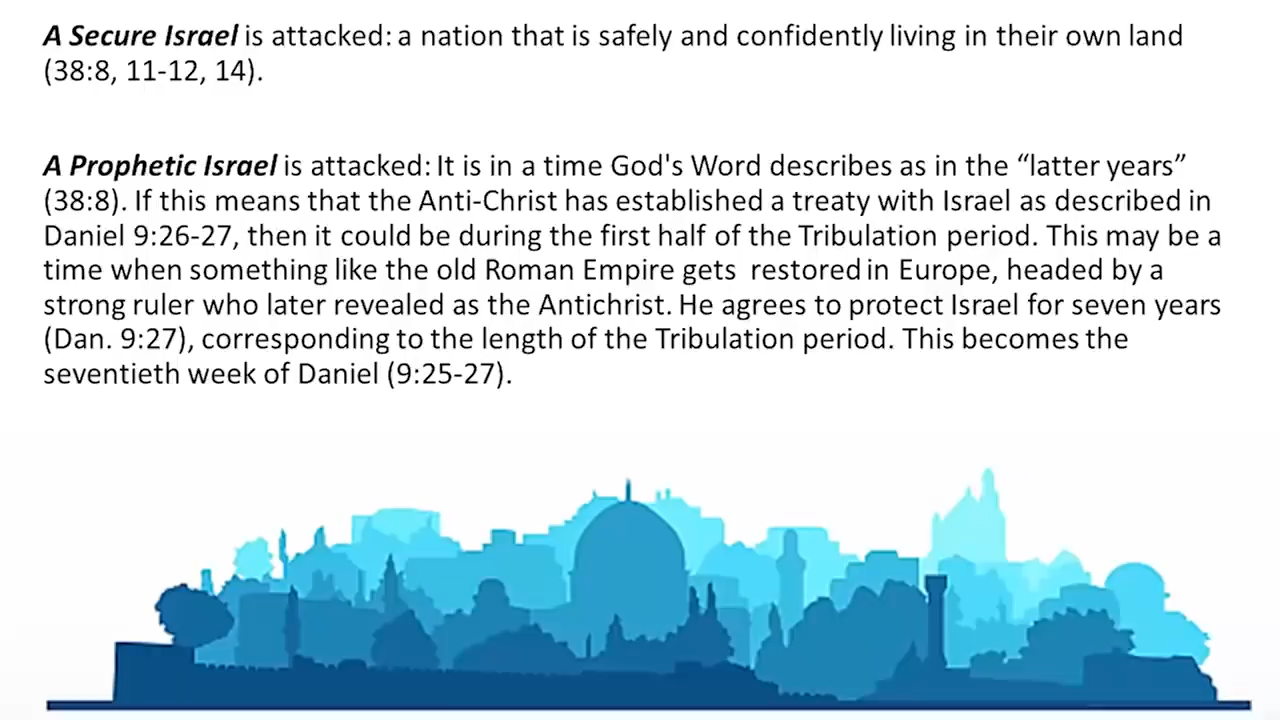 A Secure Israel is attacked: a nation that is safely and confidently living in their own land
(38:8, 11-12, 14).
A Prophetic Israel is attacked: It is in a time God's Word describes as in the “latter years”
(38:8). If this means that the Anti-Christ has established a treaty with Israel as described in
Daniel 9:26-27, then it could be during the first half of the Tribulation period. This may be a
time when something like the old Roman Empire gets  restored in Europe, headed by a
strong ruler who later revealed as the Antichrist. He agrees to protect Israel for seven years
(Dan. 9:27), corresponding to the length of the Tribulation period. This becomes the
seventieth week of Daniel (9:25-27).